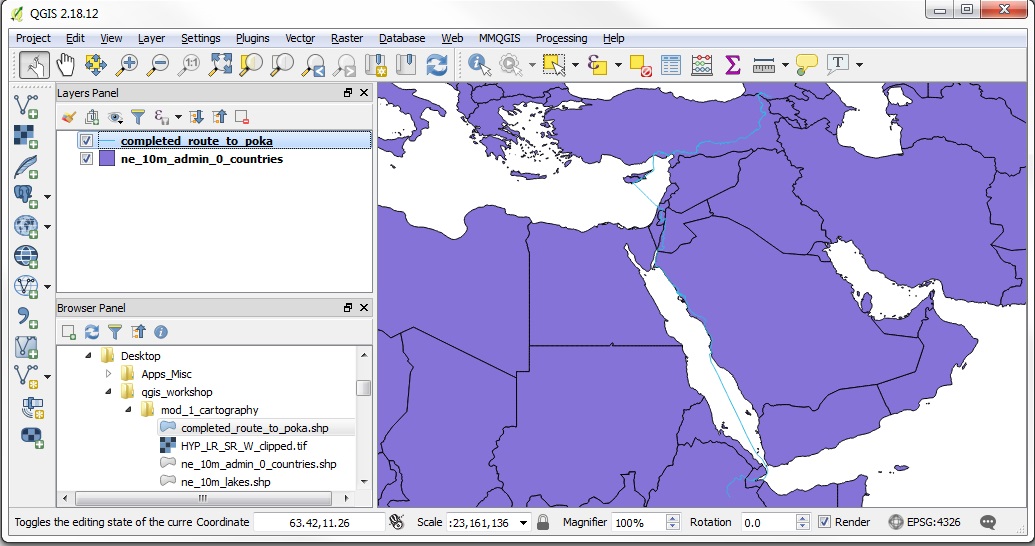 QGIS 2.18.12
Project Edit View Layer Settings Plugins Vector Raster Database Web MMQGIS Processing Help
1:1 Σ T
Layers Panel
completed_route_to_poka
ne_10m_admin_0_countries
Browser Panel
Desktop
Apps_Misc
qgis_workshop
mod_1_cartography
completed_route_to_poka.shp
HYP_LR_SR_W_clipped.tif
ne_10m_admin_0_countries.shp
ne_10m_lakes.shp
Toggles the editing state of the curre Coordinate 63.42,11.26 Scale :23,161,136 Magnifier 100% Rotation 0.0 Render EPSG:4326